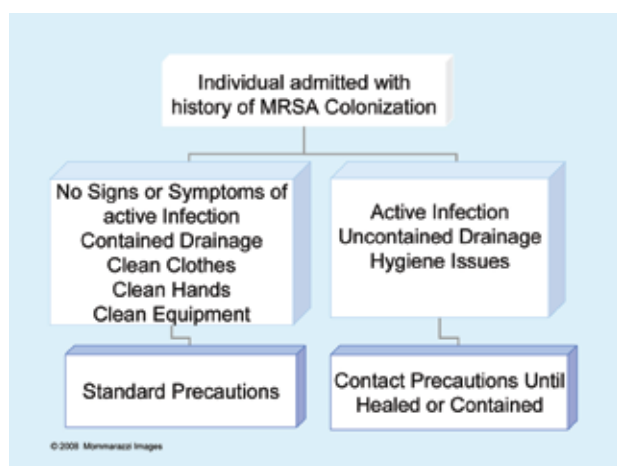 Individual admitted with
history of MRSA Colonization
No Signs or Symptoms of
active Infection
Contained Drainage
Clean Clothes
Clean Hands
Clean Equipment
Active Infection
Uncontained Drainage
Hygiene Issues
Standard Precautions
Contact Precautions Until
Healed or Contained
© 2008 Mommarazzi Images